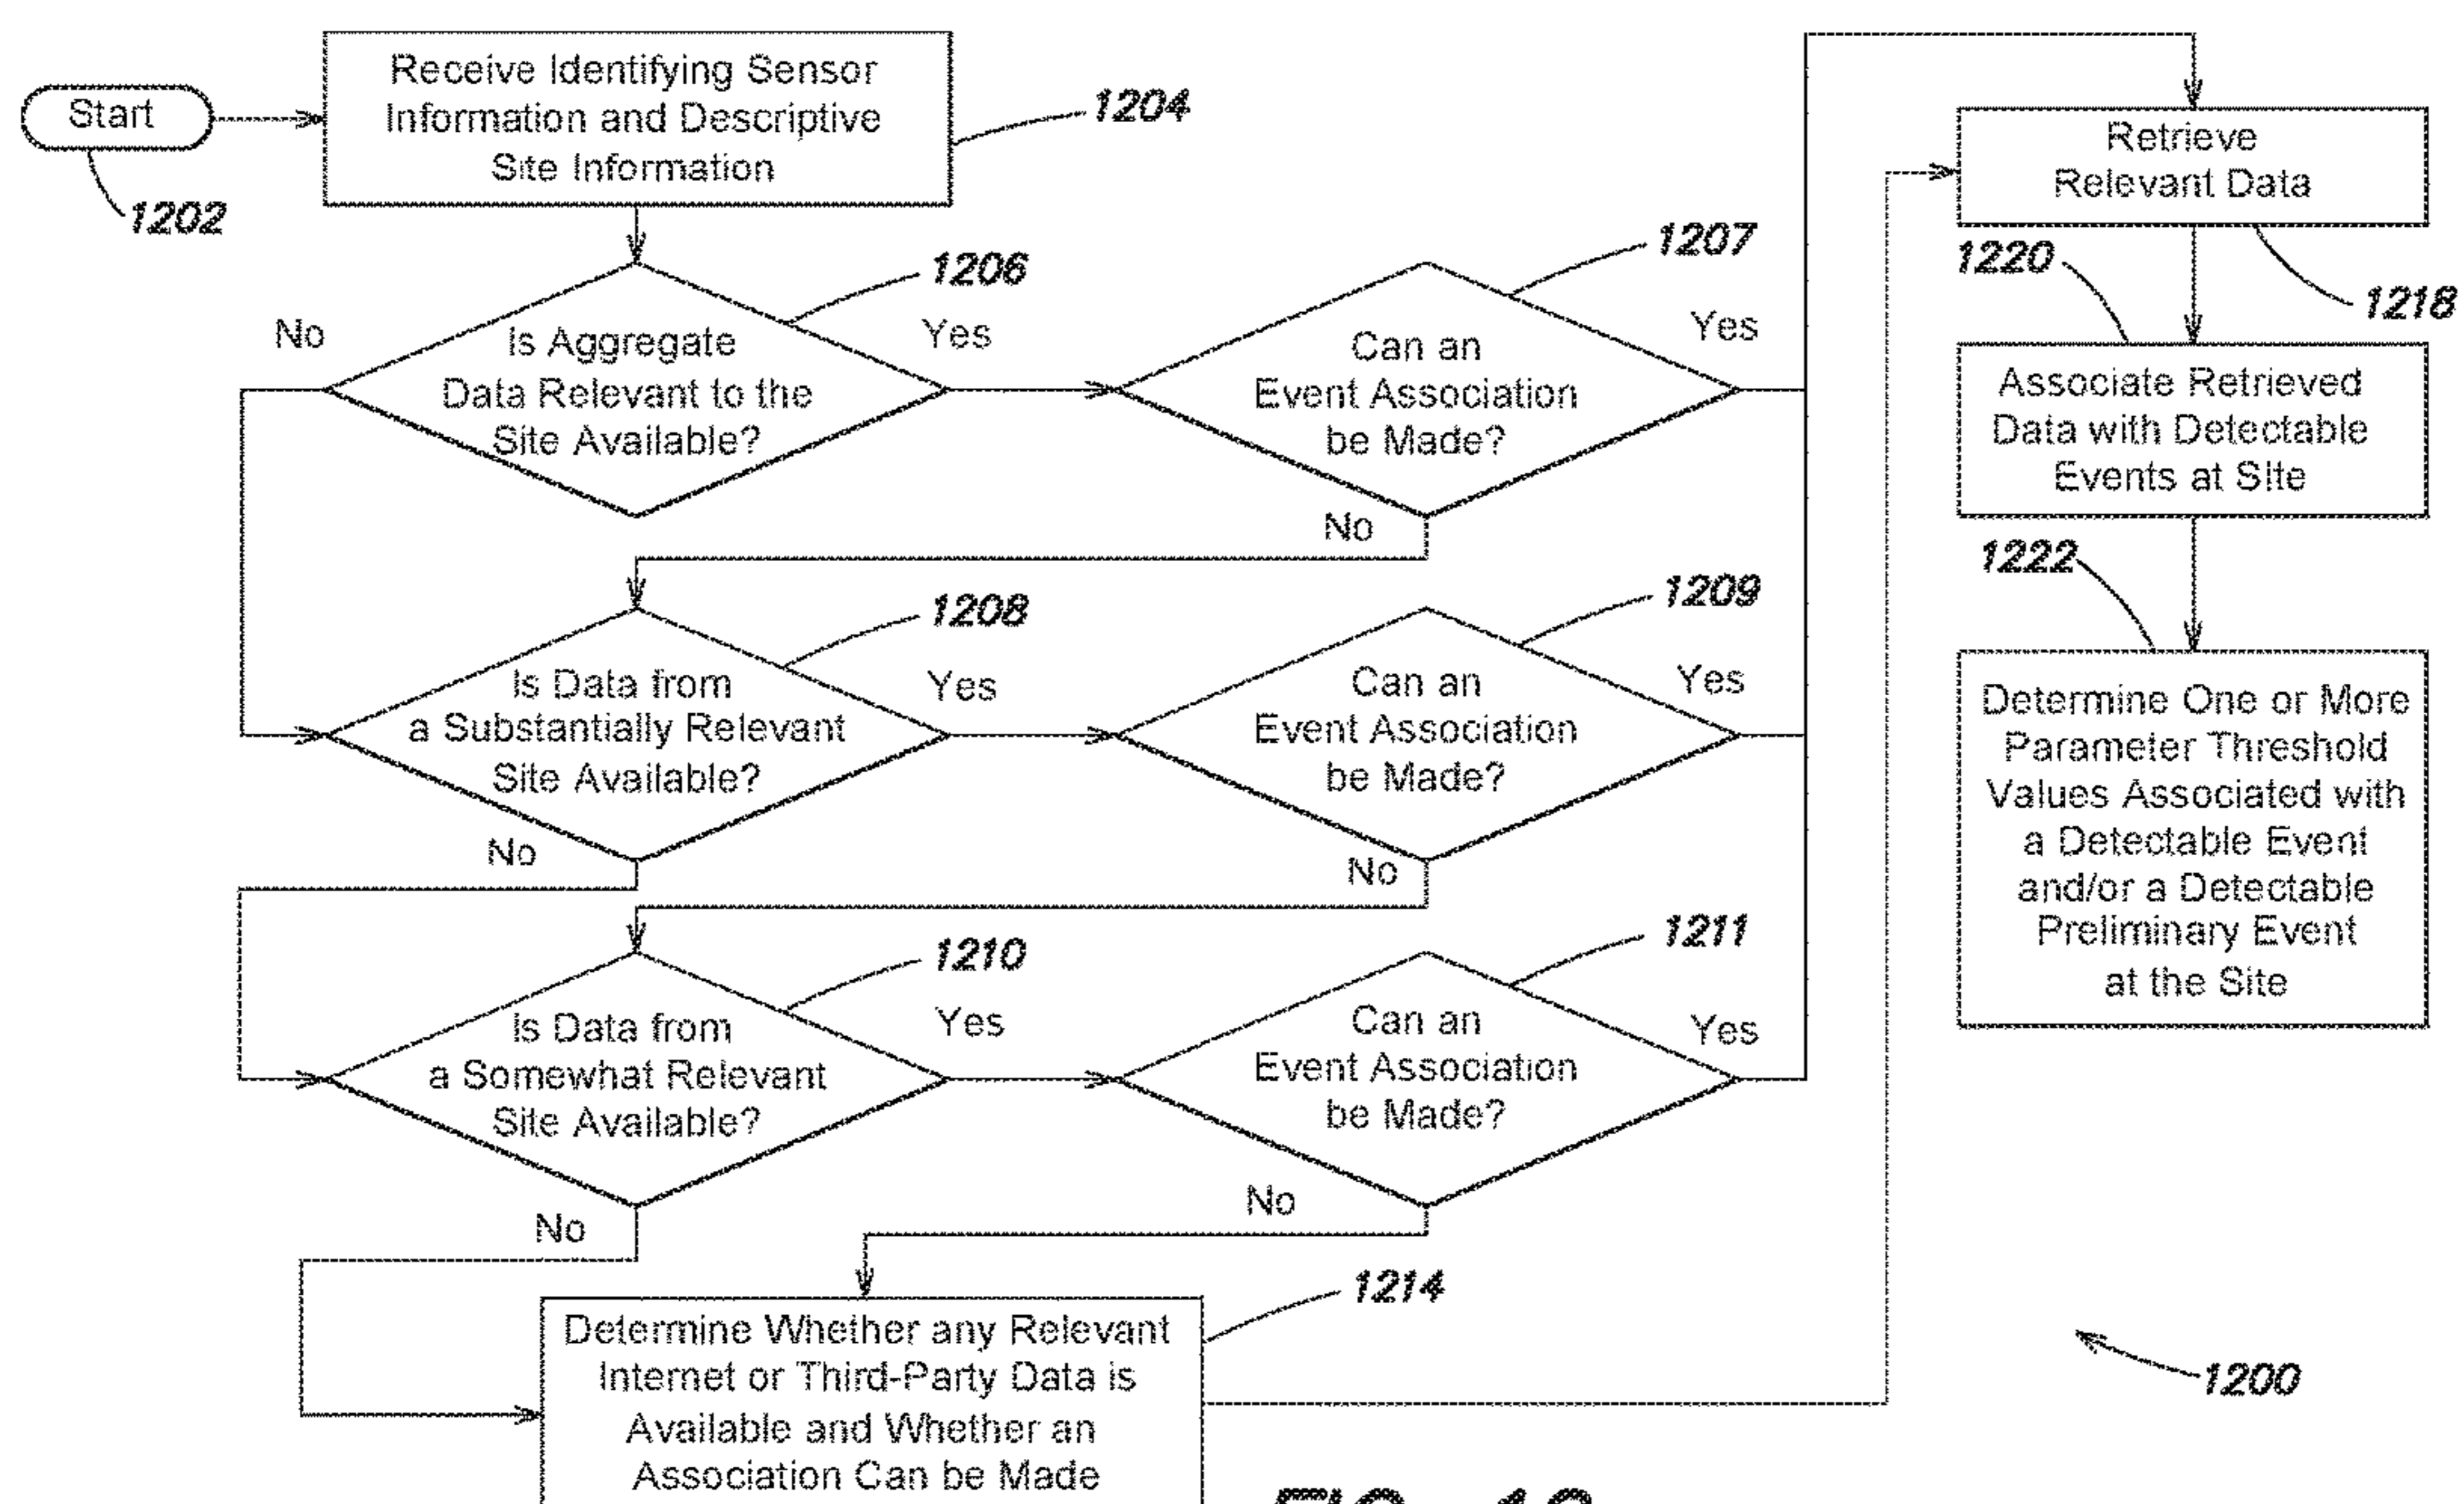 Start
1202
Receive Identifying Sensor
Information and Descriptive
Site Information
1204
Is Aggregate
Data Relevant to the
Site Available?
1206
No
Yes
Can an
Event Association
be Made?
1207
Yes
No
Is Data from
a Substantially Relevant
Site Available?
1208
Yes
No
Can an
Event Association
be Made?
1209
Yes
No
Is Data from
a Somewhat Relevant
Site Available?
1210
Yes
No
Can an
Event Association
be Made?
1211
Yes
No
Determine Whether any Relevant
Internet or Third-Party Data is
Available and Whether an
Association Can be Made
1214
Retrieve
Relevant Data
1218
1220
Associate Retrieved
Data with Detectable
Events at Site
1222
Determine One or More
Parameter Threshold
Values Associated with
a Detectable Event
and/or a Detectable
Preliminary Event
at the Site
1200